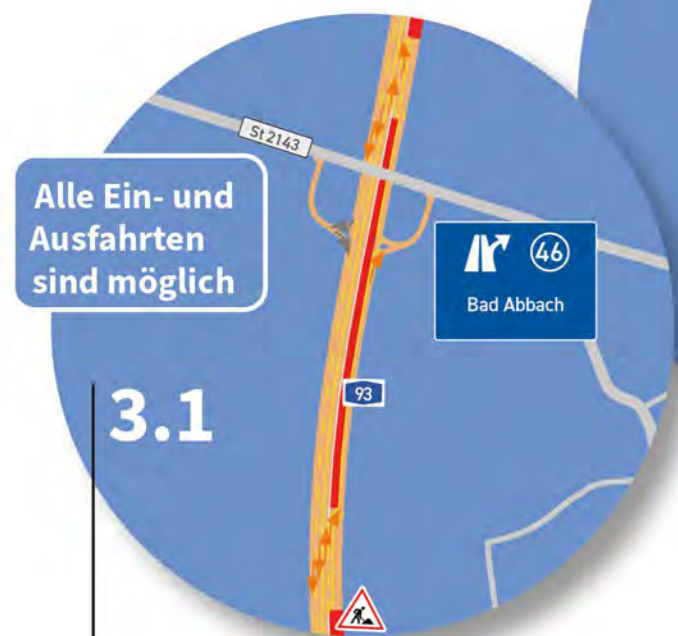 St 2143
Alle Ein- und
Ausfahrten
sind möglich
46
Bad Abbach
93
3.1